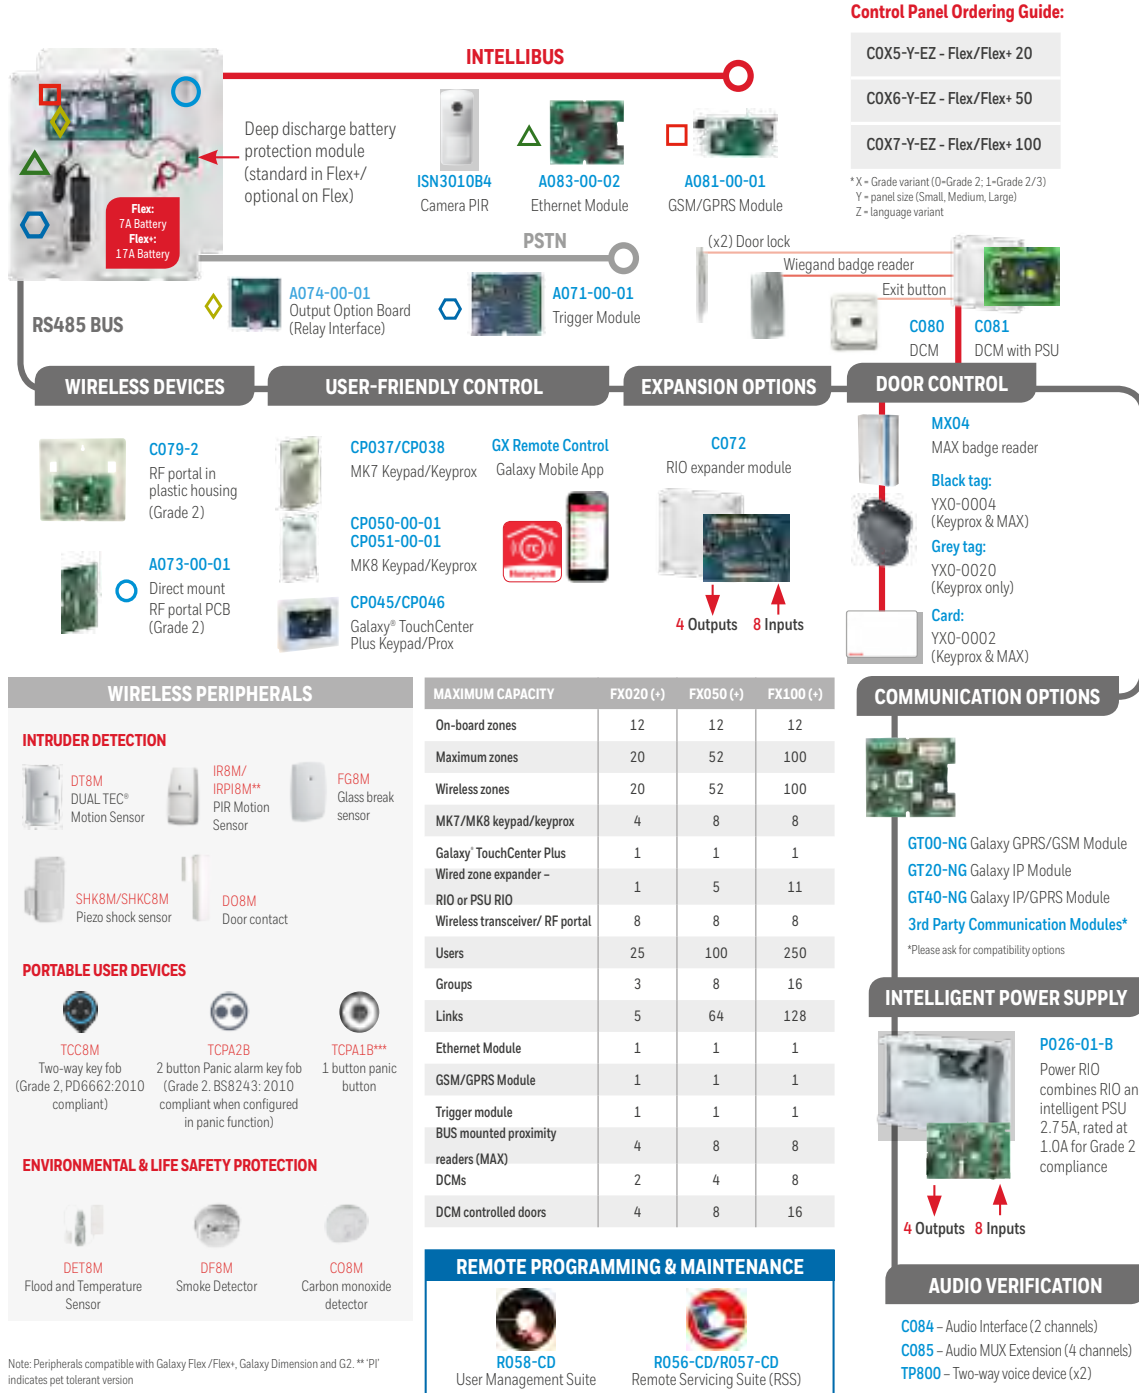 Control Panel Ordering Guide:
C0X5-Y-EZ - Flex/Flex+ 20
C0X6-Y-EZ - Flex/Flex+ 50
C0X7-Y-EZ - Flex/Flex+ 100
* X = Grade variant (0=Grade 2; 1=Grade 2/3)
Y = panel size (Small, Medium, Large)
Z = language variant
INTELLIBUS
Deep discharge battery
protection module
(standard in Flex+/
optional on Flex)
Flex:
7A Battery
Flex+:
17A Battery
ISN3010B4
Camera PIR
A083-00-02
Ethernet Module
A081-00-01
GSM/GPRS Module
PSTN
A074-00-01
Output Option Board
(Relay Interface)
A071-00-01
Trigger Module
(x2) Door lock
Wiegand badge reader
Exit button
C080
DCM
C081
DCM with PSU
RS485 BUS
WIRELESS DEVICES
USER-FRIENDLY CONTROL
EXPANSION OPTIONS
DOOR CONTROL
C079-2
RF portal in
plastic housing
(Grade 2)
A073-00-01
Direct mount
RF portal PCB
(Grade 2)
CP037/CP038
MK7 Keypad/Keyprox
CP050-00-01
CP051-00-01
MK8 Keypad/Keyprox
CP045/CP046
Galaxy® TouchCenter
Plus Keypad/Prox
GX Remote Control
Galaxy Mobile App
Honeywell
C072
RIO expander module
4 Outputs 8 Inputs
MX04
MAX badge reader
Black tag:
YX0-0004
(Keyprox & MAX)
Grey tag:
YX0-0020
(Keyprox only)
Card:
YX0-0002
(Keyprox & MAX)
WIRELESS PERIPHERALS
INTRUDER DETECTION
DT8M
DUAL TEC®
Motion Sensor
IR8M/
IRPI8M**
PIR Motion
Sensor
FG8M
Glass break
sensor
SHK8M/SHKC8M
Piezo shock sensor
DO8M
Door contact
PORTABLE USER DEVICES
TCC8M
Two-way key fob
(Grade 2, PD6662:2010
compliant)
TCPA2B
2 button Panic alarm key fob
(Grade 2. BS8243: 2010
compliant when configured
in panic function)
TCPA1B***
1 button panic
button
ENVIRONMENTAL & LIFE SAFETY PROTECTION
DET8M
Flood and Temperature
Sensor
DF8M
Smoke Detector
CO8M
Carbon monoxide
detector
Note: Peripherals compatible with Galaxy Flex /Flex+, Galaxy Dimension and G2. ** 'PI'
indicates pet tolerant version
MAXIMUM CAPACITY FX020 (+) FX050 (+) FX100 (+)
On-board zones 12 12 12
Maximum zones 20 52 100
Wireless zones 20 52 100
MK7/MK8 keypad/keyprox 4 8 8
Galaxy® TouchCenter Plus 1 1 1
Wired zone expander –
RIO or PSU RIO 1 5 11
Wireless transceiver/ RF portal 8 8 8
Users 25 100 250
Groups 3 8 16
Links 5 64 128
Ethernet Module 1 1 1
GSM/GPRS Module 1 1 1
Trigger module 1 1 1
BUS mounted proximity
readers (MAX) 4 8 8
DCMs 2 4 8
DCM controlled doors 4 8 16
REMOTE PROGRAMMING & MAINTENANCE
R058-CD
User Management Suite
R056-CD/R057-CD
Remote Servicing Suite (RSS)
COMMUNICATION OPTIONS
GT00-NG Galaxy GPRS/GSM Module
GT20-NG Galaxy IP Module
GT40-NG Galaxy IP/GPRS Module
3rd Party Communication Modules*
*Please ask for compatibility options
INTELLIGENT POWER SUPPLY
P026-01-B
Power RIO
combines RIO an
intelligent PSU
2.75A, rated at
1.0A for Grade 2
compliance
4 Outputs 8 Inputs
AUDIO VERIFICATION
C084 – Audio Interface (2 channels)
C085 – Audio MUX Extension (4 channels)
TP800 – Two-way voice device (x2)